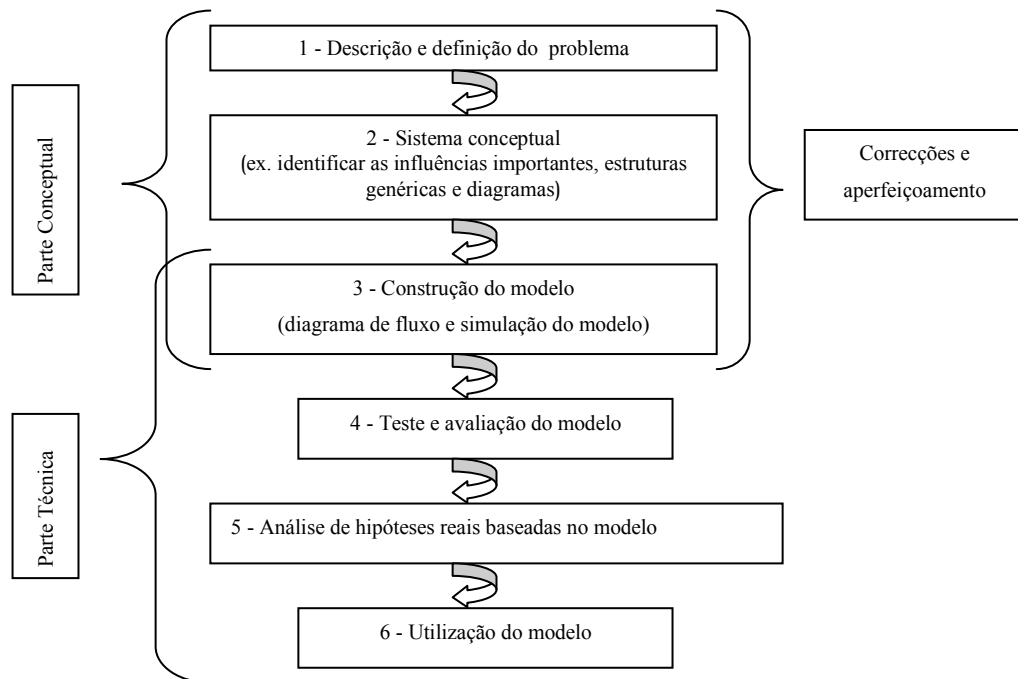 1 - Descrição e definição do problema
Parte Conceptual
2 - Sistema conceptual
(ex. identificar as influências importantes, estruturas
genéricas e diagramas)
Correcções e
aperfeiçoamento
3 - Construção do modelo
(diagrama de fluxo e simulação do modelo)
4 - Teste e avaliação do modelo
Parte Técnica
5 - Análise de hipóteses reais baseadas no modelo
6 - Utilização do modelo